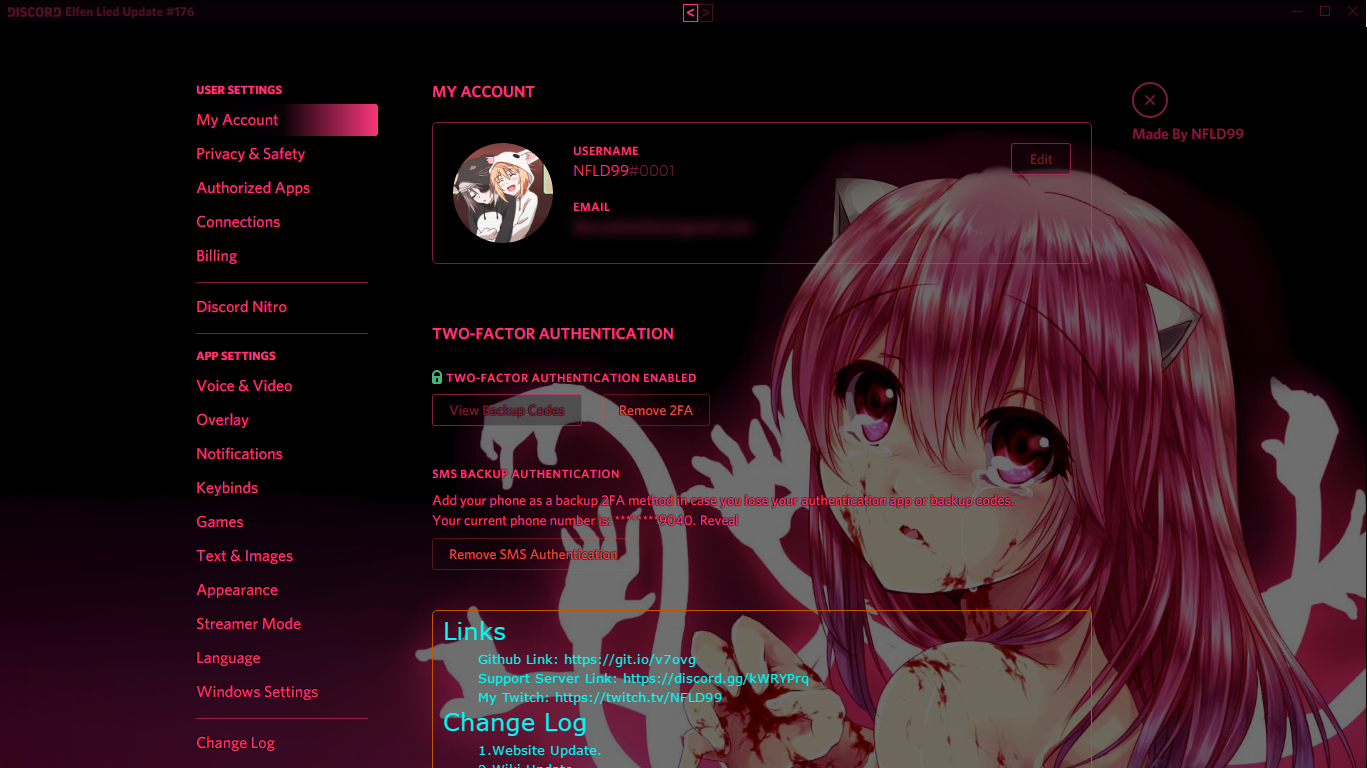 DISCORD Elfen Lied Update #176
< >
USER SETTINGS
My Account
Privacy & Safety
Authorized Apps
Connections
Billing
Discord Nitro
APP SETTINGS
Voice & Video
Overlay
Notifications
Keybinds
Games
Text & Images
Appearance
Streamer Mode
Language
Windows Settings
Change Log
MY ACCOUNT
USERNAME
NFLD99#0001
Edit
EMAIL
Made By NFLD99
TWO-FACTOR AUTHENTICATION
TWO-FACTOR AUTHENTICATION ENABLED
View Backup Codes Remove 2FA
SMS BACKUP AUTHENTICATION
Add your phone as a backup 2FA method in case you lose your authentication app or backup codes.
Your current phone number is: ********9040. Reveal
Remove SMS Authentication
Links
Github Link: https://git.io/v7ovg
Support Server Link: https://discord.gg/kWRYPrq
My Twitch: https://twitch.tv/NFLD99
Change Log
1.Website Update.
2.Wiki Update